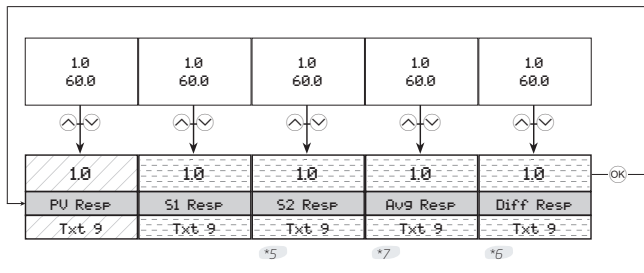 1.0 1.0 1.0 1.0 1.0
60.0 60.0 60.0 60.0 60.0
1.0 1.0 1.0 1.0 1.0 OK
PV Resp S1 Resp S2 Resp Avg Resp Diff Resp
Txt 9 Txt 9 Txt 9 Txt 9 Txt 9
*5 *7 *6